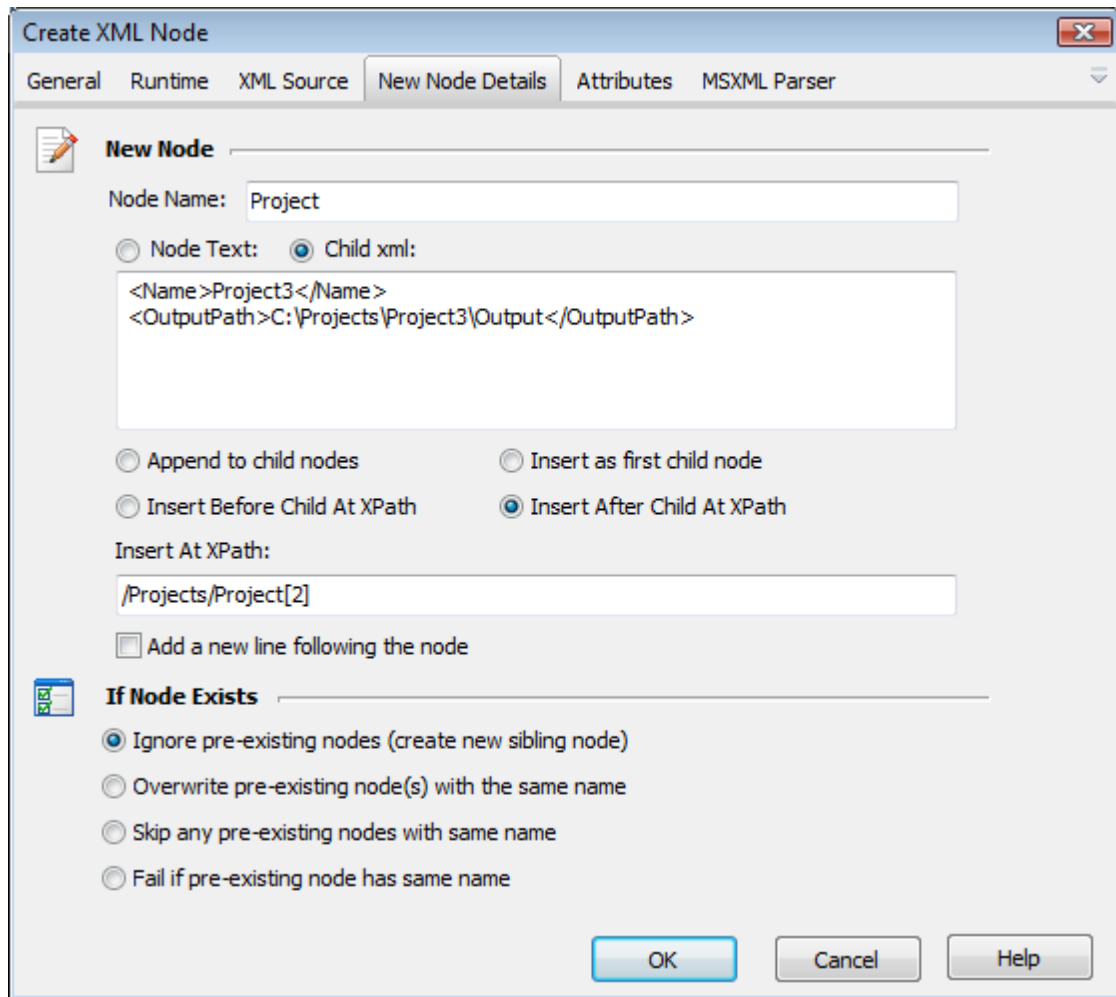 Create XML Node
General Runtime XML Source New Node Details Attributes MSXML Parser
New Node
Node Name: Project
Node Text: Child xml:
<Name>Project3</Name>
<OutputPath>C:\Projects\Project3\Output</OutputPath>
Append to child nodes Insert as first child node
Insert Before Child At XPath Insert After Child At XPath
Insert At XPath:
/Projects/Project[2]
Add a new line following the node
If Node Exists
Ignore pre-existing nodes (create new sibling node)
Overwrite pre-existing node(s) with the same name
Skip any pre-existing nodes with same name
Fail if pre-existing node has same name
OK Cancel Help